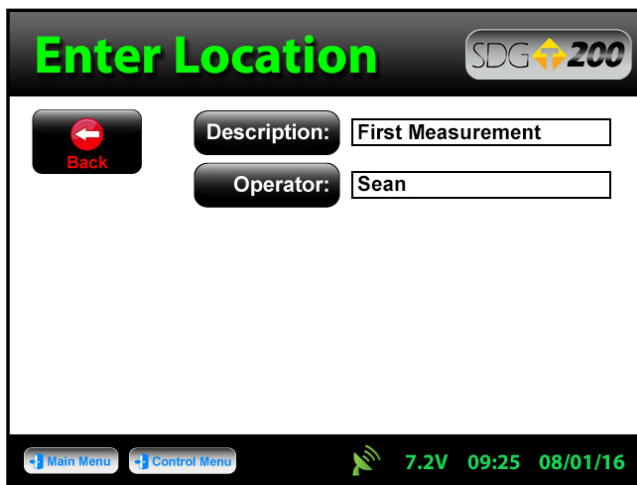 Enter Location
SDG 200
Back
Description: First Measurement
Operator: Sean
Main Menu Control Menu 7.2V 09:25 08/01/16